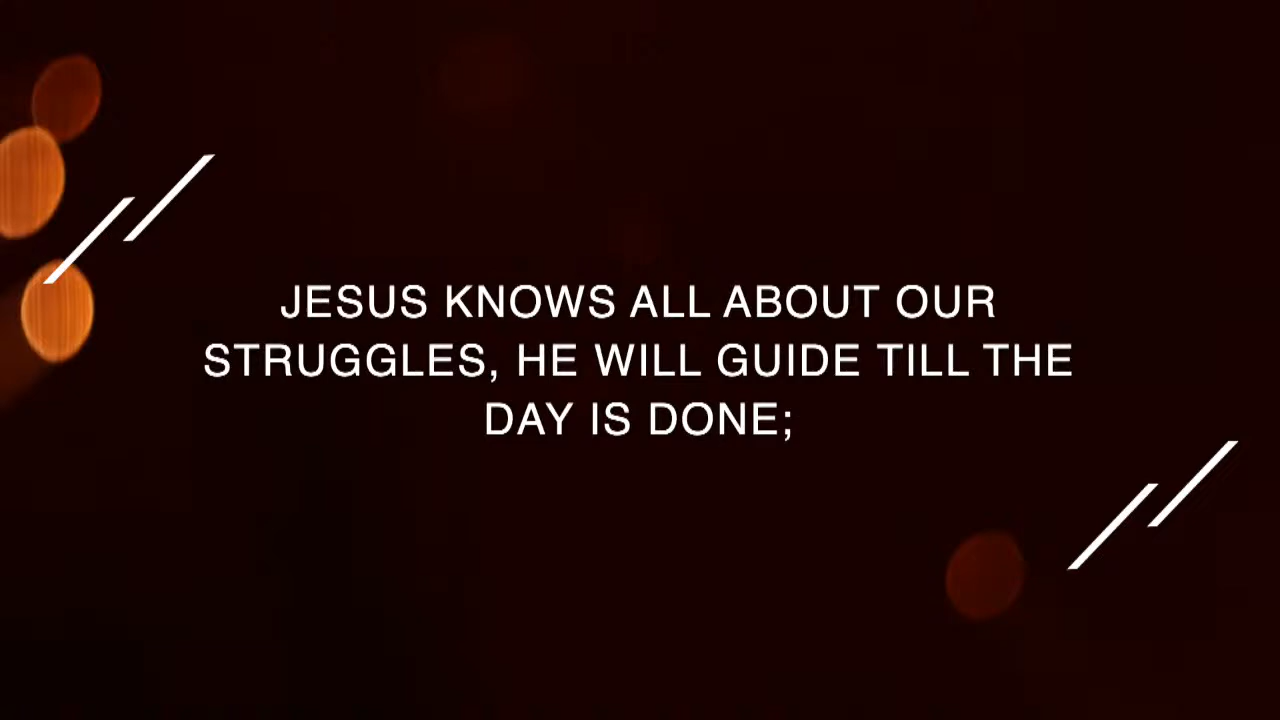 JESUS KNOWS ALL ABOUT OUR
STRUGGLES, HE WILL GUIDE TILL THE
DAY IS DONE;